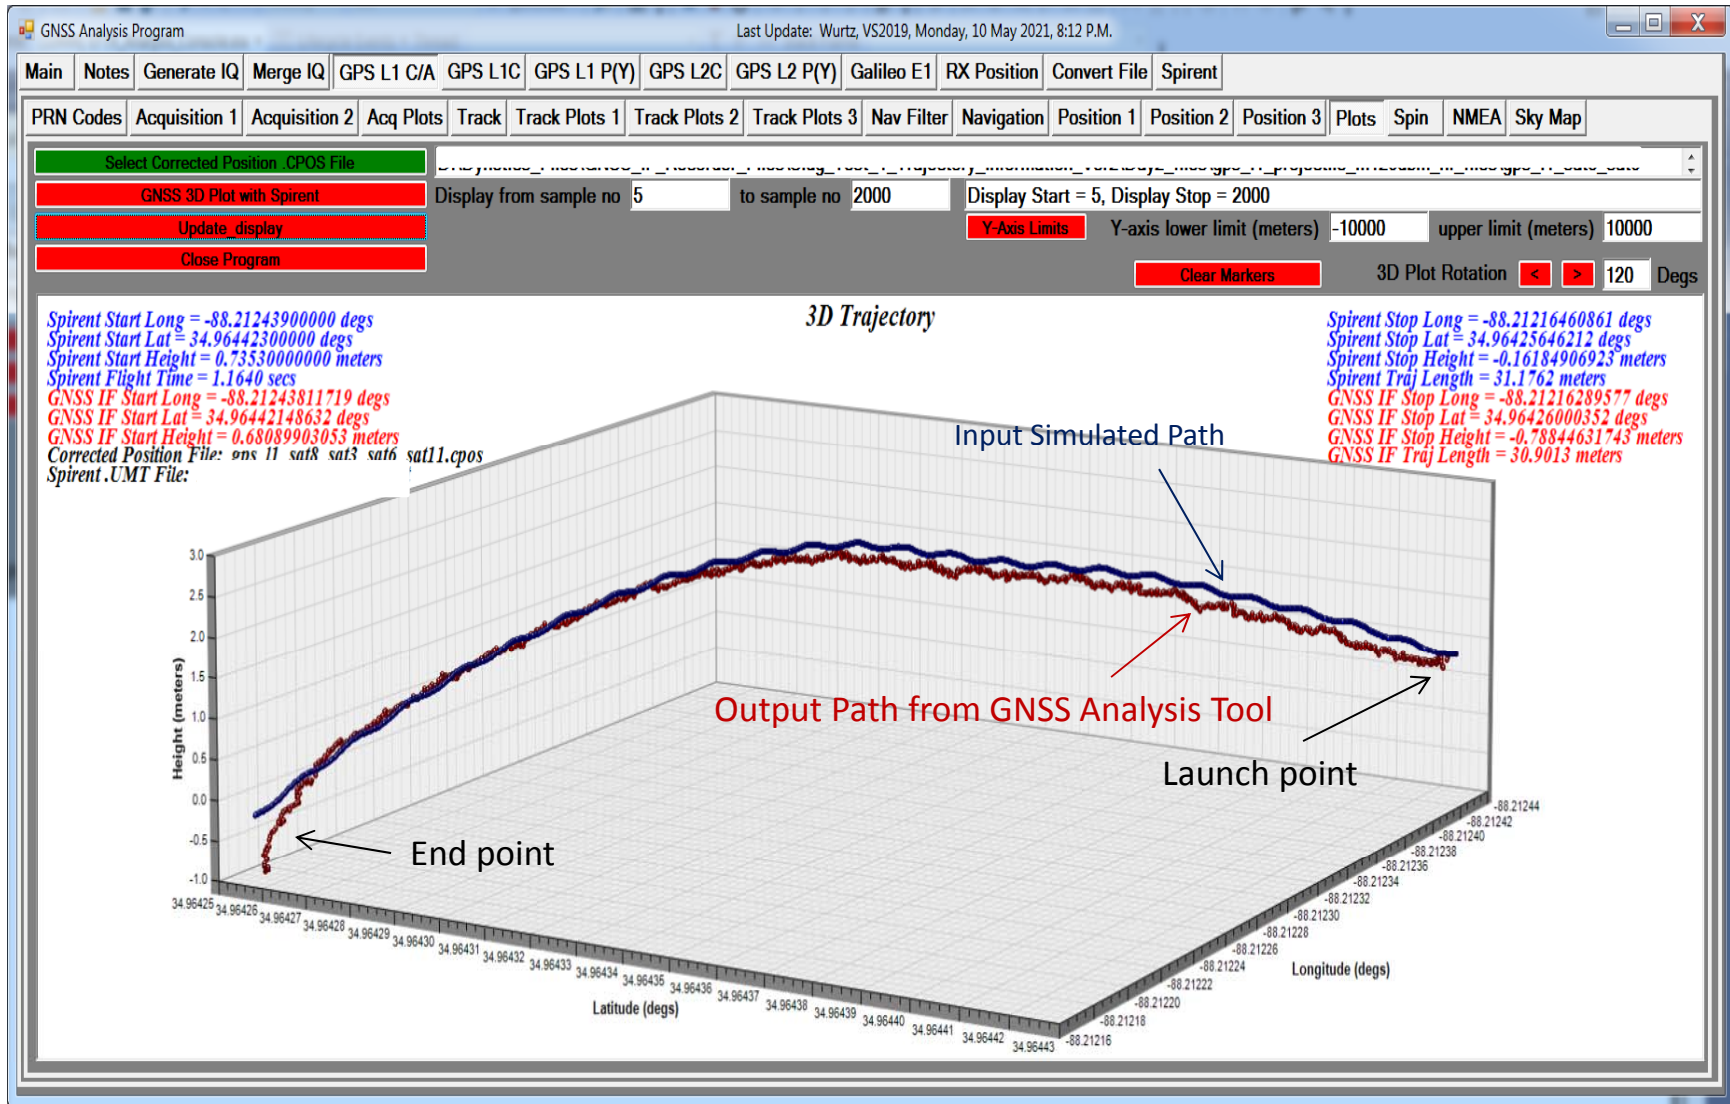 GNSS Analysis Program
Last Update: Wurtz, VS2019, Monday, 10 May 2021, 8:12 P.M.
Main Notes Generate IQ Merge IQ GPS L1 C/A GPS L1C GPS L1 P(Y) GPS L2C GPS L2 P(Y) Galileo E1 RX Position Convert File Spirent
PRN Codes Acquisition 1 Acquisition 2 Acq Plots Track Track Plots 1 Track Plots 2 Track Plots 3 Nav Filter Navigation Position 1 Position 2 Position 3 Plots Spin NMEA Sky Map
Select Corrected Position .CPOS File
GNSS 3D Plot with Spirent
Display from sample no 5 to sample no 2000 Display Start = 5, Display Stop = 2000
Update_display
Y-Axis Limits Y-axis lower limit (meters) -10000 upper limit (meters) 10000
Close Program
Clear Markers 3D Plot Rotation < > 120 Degs
3D Trajectory
Spirent Start Long = -88.21243900000 degs
Spirent Start Lat = 34.96442300000 degs
Spirent Start Height = 0.73530000000 meters
Spirent Flight Time = 1.1640 secs
GNSS IF Start Long = -88.21243811719 degs
GNSS IF Start Lat = 34.96442148632 degs
GNSS IF Start Height = 0.68089903053 meters
Corrected Position File: gps_l1_sat8_sat3_sat6_sat11.cpos
Spirent .UMT File:
Spirent Stop Long = -88.21216460861 degs
Spirent Stop Lat = 34.96425646212 degs
Spirent Stop Height = -0.16184906923 meters
Spirent Traj Length = 31.1762 meters
GNSS IF Stop Long = -88.21216289577 degs
GNSS IF Stop Lat = 34.96426000352 degs
GNSS IF Stop Height = -0.78844631743 meters
GNSS IF Traj Length = 30.9013 meters
Input Simulated Path
Output Path from GNSS Analysis Tool
Launch point
End point
Height (meters)
3.0
2.5
2.0
1.5
1.0
0.5
0.0
-0.5
-1.0
34.96425
34.96426
34.96427
34.96428
34.96429
34.96430
34.96431
34.96432
34.96433
34.96434
34.96435
34.96436
34.96437
34.96438
34.96439
34.96440
34.96441
34.96442
34.96443
Latitude (degs)
-88.21244
-88.21242
-88.21240
-88.21238
-88.21236
-88.21234
-88.21232
-88.21230
-88.21228
-88.21226
-88.21224
-88.21222
-88.21220
-88.21218
-88.21216
Longitude (degs)